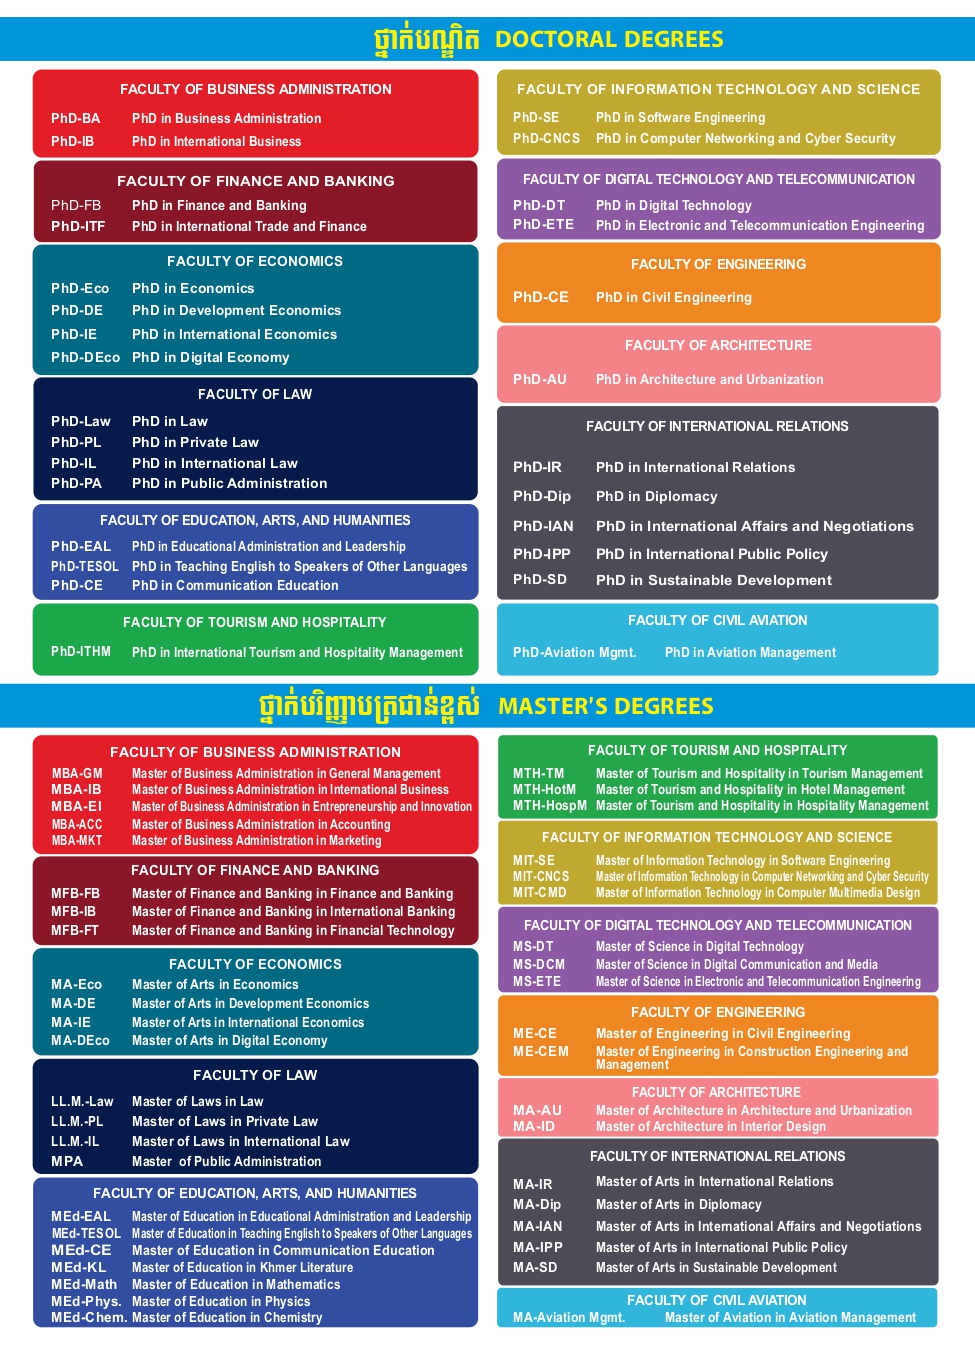 ថ្នាក់បណ្ឌិត DOCTORAL DEGREES
FACULTY OF BUSINESS ADMINISTRATION
PhD-BA PhD in Business Administration
PhD-IB PhD in International Business
FACULTY OF FINANCE AND BANKING
PhD-FB PhD in Finance and Banking
PhD-ITF PhD in International Trade and Finance
FACULTY OF ECONOMICS
PhD-Eco PhD in Economics
PhD-DE PhD in Development Economics
PhD-IE PhD in International Economics
PhD-DEco PhD in Digital Economy
FACULTY OF LAW
PhD-Law PhD in Law
PhD-PL PhD in Private Law
PhD-IL PhD in International Law
PhD-PA PhD in Public Administration
FACULTY OF EDUCATION, ARTS, AND HUMANITIES
PhD-EAL PhD in Educational Administration and Leadership
PhD-TESOL PhD in Teaching English to Speakers of Other Languages
PhD-CE PhD in Communication Education
FACULTY OF TOURISM AND HOSPITALITY
PhD-ITHM PhD in International Tourism and Hospitality Management
FACULTY OF INFORMATION TECHNOLOGY AND SCIENCE
PhD-SE PhD in Software Engineering
PhD-CNCS PhD in Computer Networking and Cyber Security
FACULTY OF DIGITAL TECHNOLOGY AND TELECOMMUNICATION
PhD-DT PhD in Digital Technology
PhD-ETE PhD in Electronic and Telecommunication Engineering
FACULTY OF ENGINEERING
PhD-CE PhD in Civil Engineering
FACULTY OF ARCHITECTURE
PhD-AU PhD in Architecture and Urbanization
FACULTY OF INTERNATIONAL RELATIONS
PhD-IR PhD in International Relations
PhD-Dip PhD in Diplomacy
PhD-IAN PhD in International Affairs and Negotiations
PhD-IPP PhD in International Public Policy
PhD-SD PhD in Sustainable Development
FACULTY OF CIVIL AVIATION
PhD-Aviation Mgmt. PhD in Aviation Management
ថ្នាក់បរិញ្ញាបត្រជាន់ខ្ពស់ MASTER'S DEGREES
FACULTY OF BUSINESS ADMINISTRATION
MBA-GM Master of Business Administration in General Management
MBA-IB Master of Business Administration in International Business
MBA-EI Master of Business Administration in Entrepreneurship and Innovation
MBA-ACC Master of Business Administration in Accounting
MBA-MKT Master of Business Administration in Marketing
FACULTY OF FINANCE AND BANKING
MFB-FB Master of Finance and Banking in Finance and Banking
MFB-IB Master of Finance and Banking in International Banking
MFB-FT Master of Finance and Banking in Financial Technology
FACULTY OF ECONOMICS
MA-Eco Master of Arts in Economics
MA-DE Master of Arts in Development Economics
MA-IE Master of Arts in International Economics
MA-DEco Master of Arts in Digital Economy
FACULTY OF LAW
LL.M.-Law Master of Laws in Law
LL.M.-PL Master of Laws in Private Law
LL.M.-IL Master of Laws in International Law
MPA Master of Public Administration
FACULTY OF EDUCATION, ARTS, AND HUMANITIES
MEd-EAL Master of Education in Educational Administration and Leadership
MEd-TESOL Master of Education in Teaching English to Speakers of Other Languages
MEd-CE Master of Education in Communication Education
MEd-KL Master of Education in Khmer Literature
MEd-Math Master of Education in Mathematics
MEd-Phys. Master of Education in Physics
MEd-Chem. Master of Education in Chemistry
FACULTY OF TOURISM AND HOSPITALITY
MTH-TM Master of Tourism and Hospitality in Tourism Management
MTH-HotM Master of Tourism and Hospitality in Hotel Management
MTH-HospM Master of Tourism and Hospitality in Hospitality Management
FACULTY OF INFORMATION TECHNOLOGY AND SCIENCE
MIT-SE Master of Information Technology in Software Engineering
MIT-CNCS Master of Information Technology in Computer Networking and Cyber Security
MIT-CMD Master of Information Technology in Computer Multimedia Design
FACULTY OF DIGITAL TECHNOLOGY AND TELECOMMUNICATION
MS-DT Master of Science in Digital Technology
MS-DCM Master of Science in Digital Communication and Media
MS-ETE Master of Science in Electronic and Telecommunication Engineering
FACULTY OF ENGINEERING
ME-CE Master of Engineering in Civil Engineering
ME-CEM Master of Engineering in Construction Engineering and
Management
FACULTY OF ARCHITECTURE
MA-AU Master of Architecture in Architecture and Urbanization
MA-ID Master of Architecture in Interior Design
FACULTY OF INTERNATIONAL RELATIONS
MA-IR Master of Arts in International Relations
MA-Dip Master of Arts in Diplomacy
MA-IAN Master of Arts in International Affairs and Negotiations
MA-IPP Master of Arts in International Public Policy
MA-SD Master of Arts in Sustainable Development
FACULTY OF CIVIL AVIATION
MA-Aviation Mgmt. Master of Aviation in Aviation Management